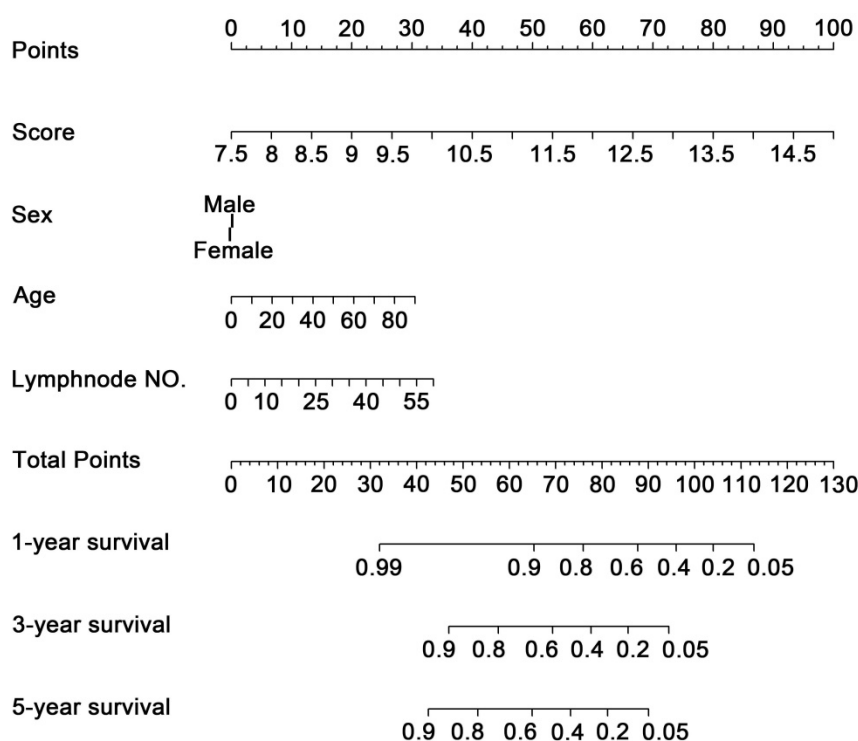 Points 0 10 20 30 40 50 60 70 80 90 100
Score
7.5 8 8.5 9 9.5 10.5 11.5 12.5 13.5 14.5
Male
Sex
Female
Age
0 20 40 60 80
Lymphnode NO.
0 10 25 40 55
Total Points
0 10 20 30 40 50 60 70 80 90 100 110 120 130
1-year survival
0.99 0.9 0.8 0.6 0.4 0.2 0.05
3-year survival
0.9 0.8 0.6 0.4 0.2 0.05
5-year survival
0.9 0.8 0.6 0.4 0.2 0.05